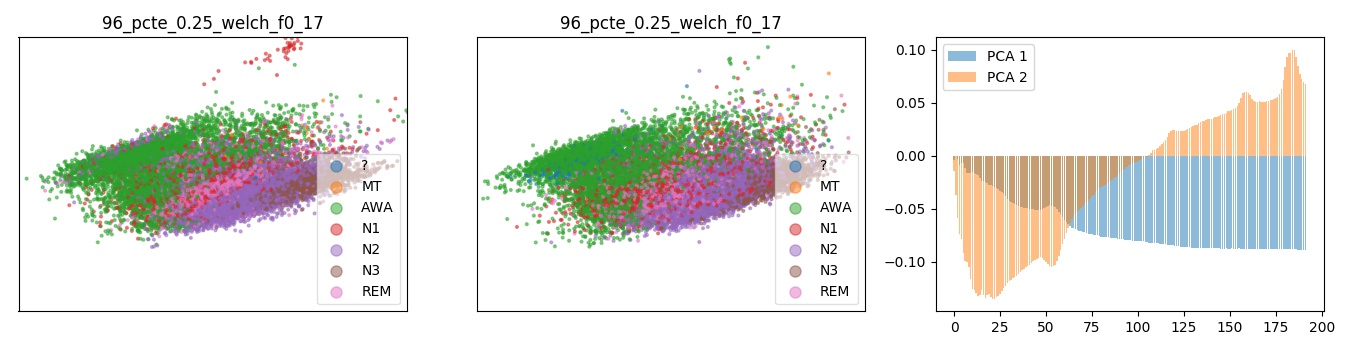 96_pcte_0.25_welch_f0_17
?
MT
AWA
N1
N2
N3
REM
96_pcte_0.25_welch_f0_17
?
MT
AWA
N1
N2
N3
REM
PCA 1
PCA 2
0.10
0.05
0.00
−0.05
−0.10
0 25 50 75 100 125 150 175 200